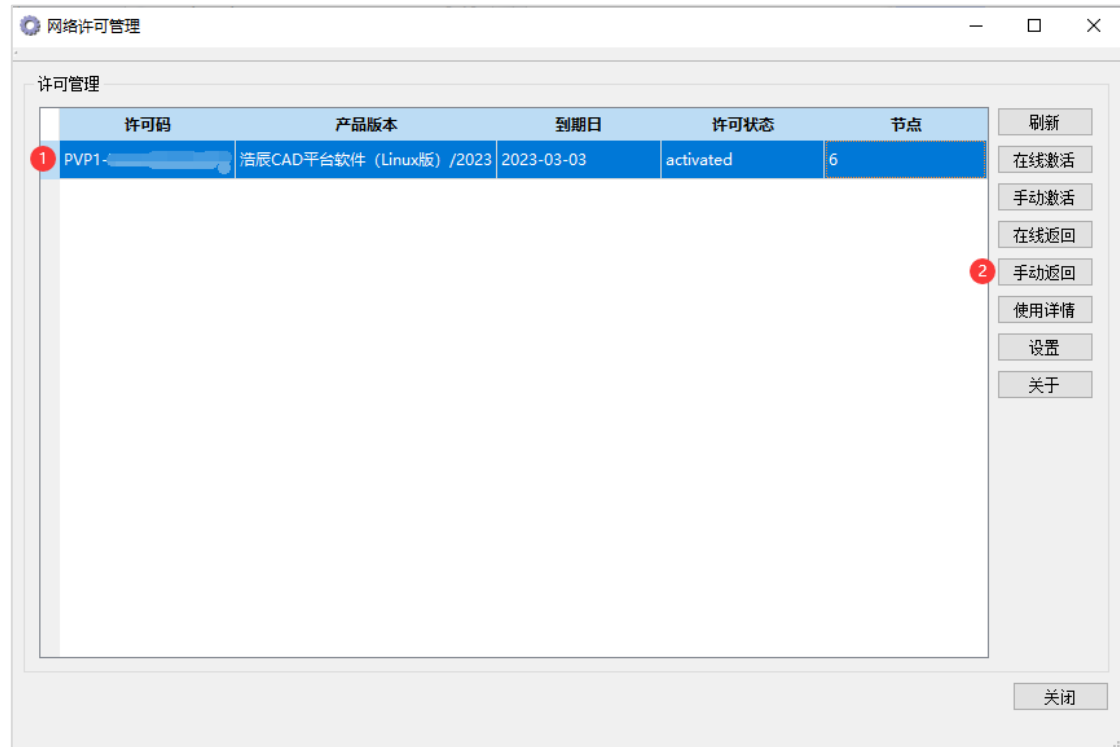 网络许可管理
许可管理
许可码 产品版本 到期日 许可状态 节点
1 PVP1- 浩辰CAD平台软件（Linux版）/2023 2023-03-03 activated 6
刷新
在线激活
手动激活
在线返回
2 手动返回
使用详情
设置
关于
关闭